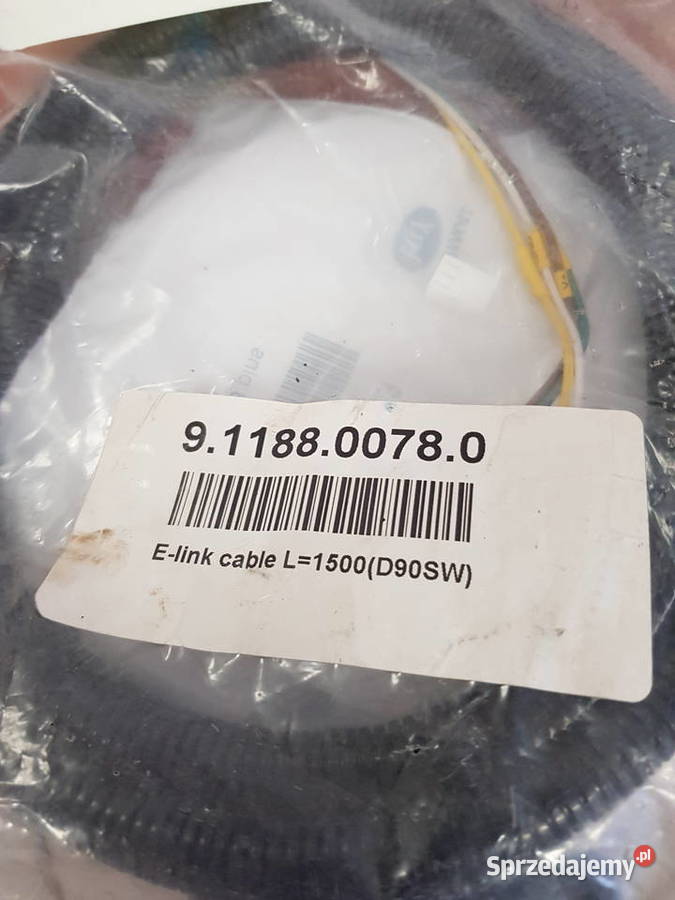 9.1188.0078.0
E-link cable L=1500(D90SW)
Sprzedajemy.pl